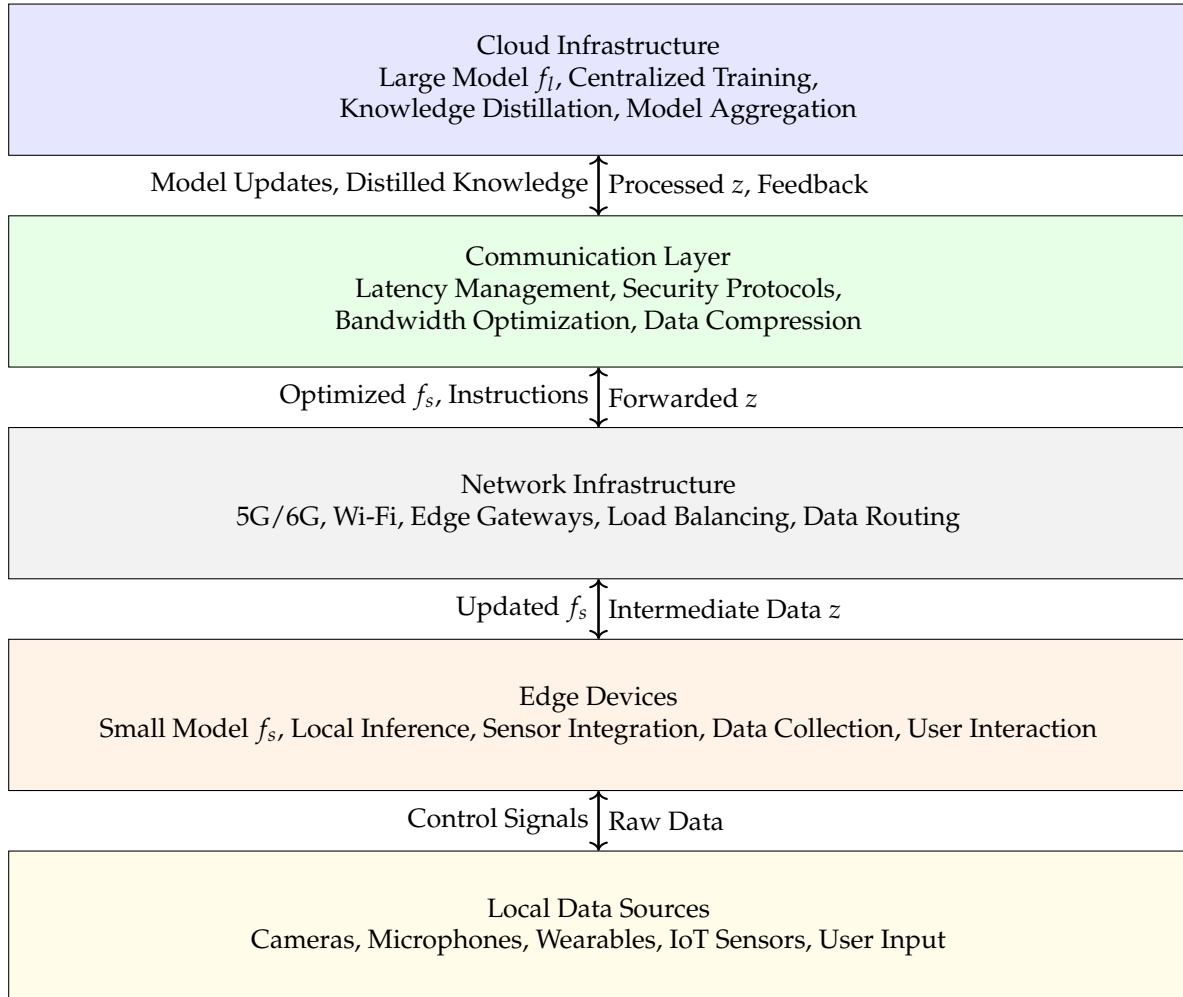 Cloud Infrastructure
Large Model f_l, Centralized Training,
Knowledge Distillation, Model Aggregation
Model Updates, Distilled Knowledge
Processed z, Feedback
Communication Layer
Latency Management, Security Protocols,
Bandwidth Optimization, Data Compression
Optimized f_s, Instructions
Forwarded z
Network Infrastructure
5G/6G, Wi-Fi, Edge Gateways, Load Balancing, Data Routing
Updated f_s
Intermediate Data z
Edge Devices
Small Model f_s, Local Inference, Sensor Integration, Data Collection, User Interaction
Control Signals
Raw Data
Local Data Sources
Cameras, Microphones, Wearables, IoT Sensors, User Input